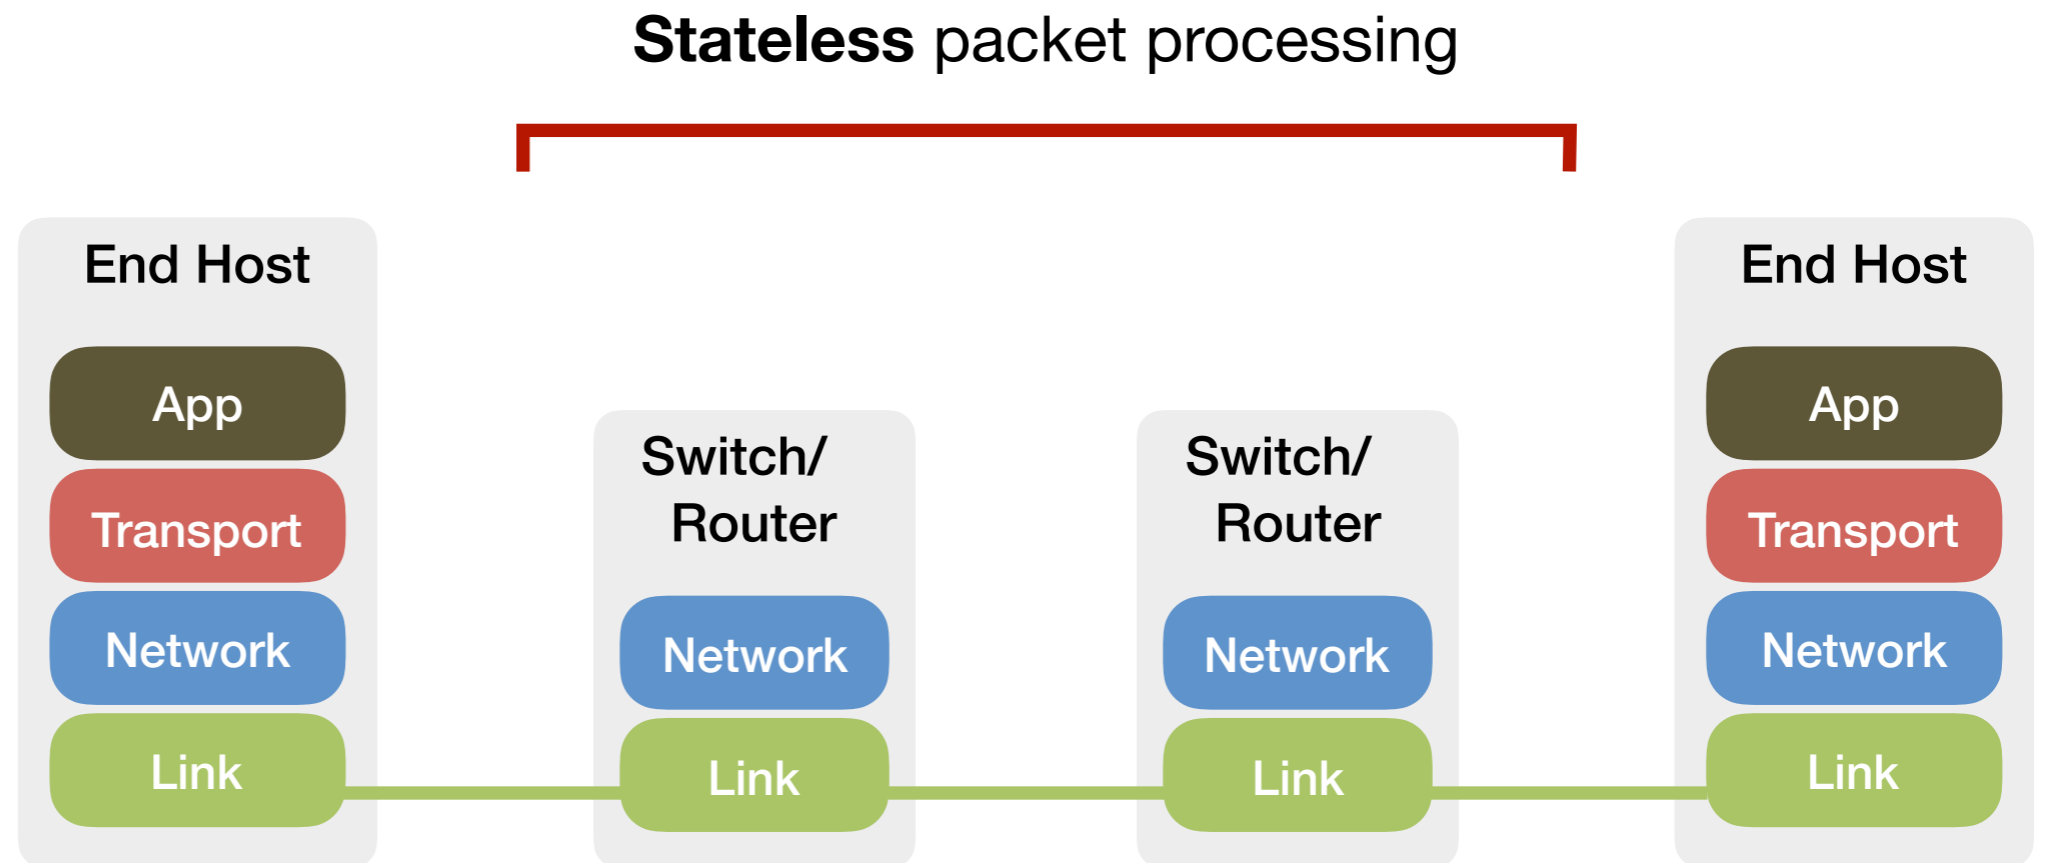 Stateless packet processing
End Host
App
Transport
Network
Link
Switch/
Router
Network
Link
Switch/
Router
Network
Link
End Host
App
Transport
Network
Link